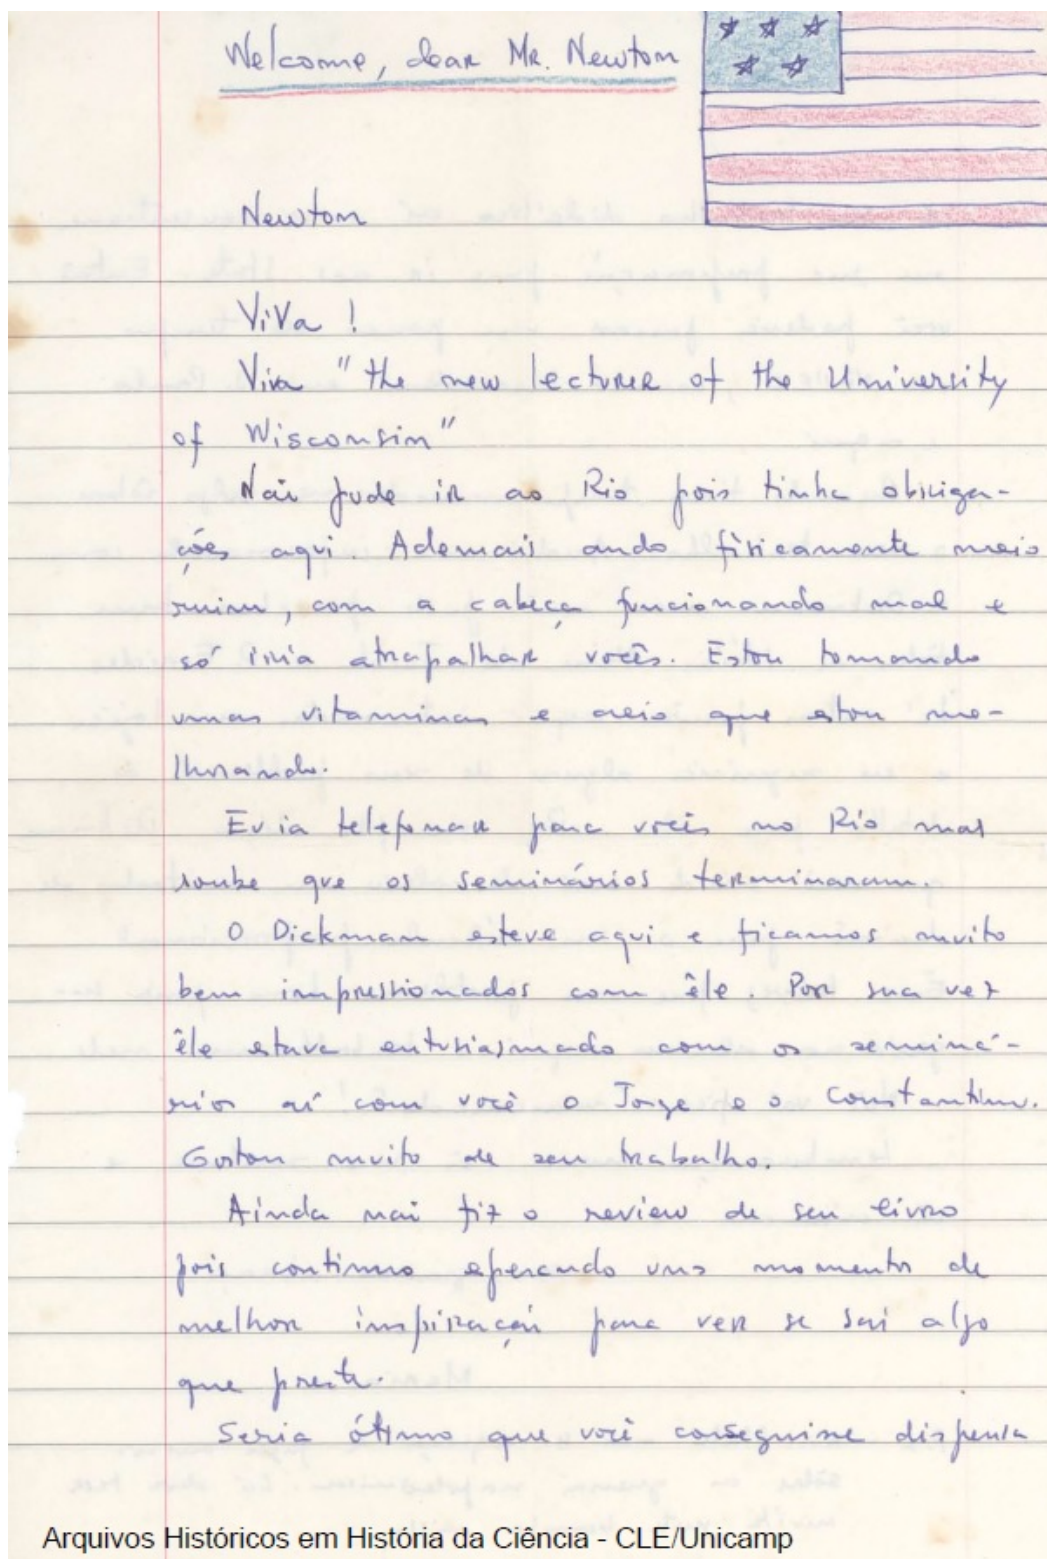 Welcome, dear Mr. Newton
Newton
Viva !
Viva "the new lecturer of the University
of Wisconsin"
Não pude ir ao Rio pois tinha obriga-
ções aqui. Ademais ando fisicamente meio
ruim, com a cabeça funcionando mal e
só iria atrapalhar vocês. Estou tomando
umas vitaminas e creio que estou me-
lhorando.
Eu ia telefonar para vocês no Rio mas
soube que os seminários terminaram.
O Dickman esteve aqui e ficamos muito
bem impressionados com êle. Por sua vez
êle estava entusiasmado com os seminá-
rios aí com você o Jorge e o Constantino.
Gostou muito de seu trabalho.
Ainda não fiz o review de seu livro
pois continuo esperando uns momentos de
melhor inspiração para ver se sai algo
que preste.
Seria ótimo que você conseguisse dispensa
Arquivos Históricos em História da Ciência - CLE/Unicamp